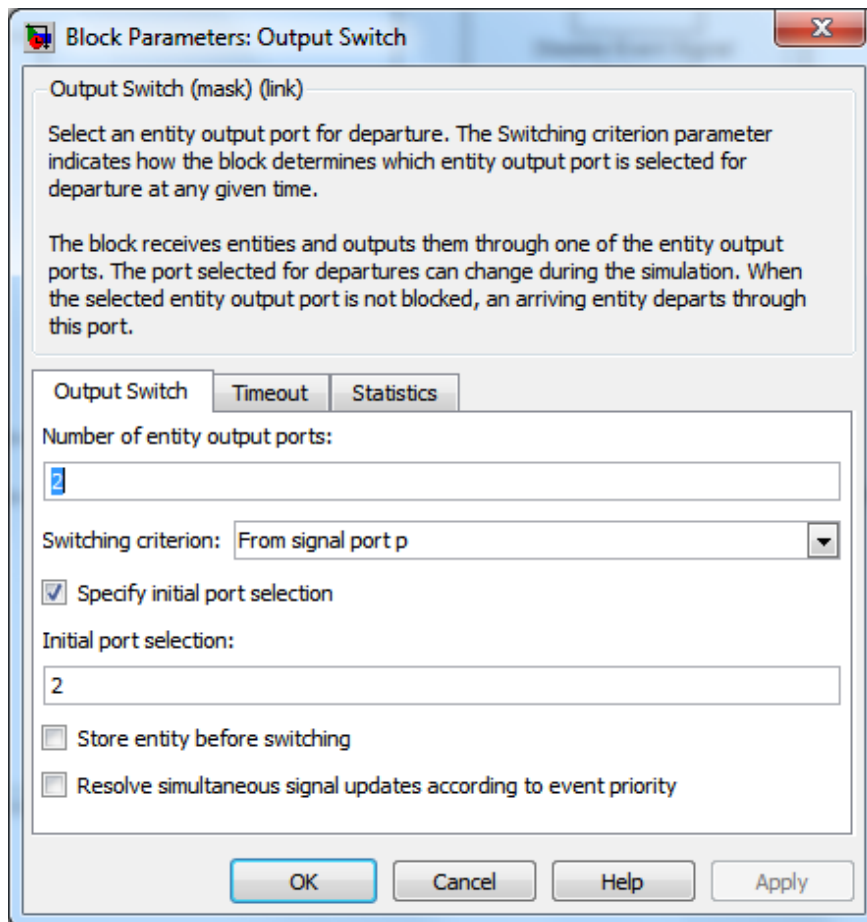 Block Parameters: Output Switch
X
Output Switch (mask) (link)
Select an entity output port for departure. The Switching criterion parameter
indicates how the block determines which entity output port is selected for
departure at any given time.
The block receives entities and outputs them through one of the entity output
ports. The port selected for departures can change during the simulation. When
the selected entity output port is not blocked, an arriving entity departs through
this port.
Output Switch Timeout Statistics
Number of entity output ports:
2
Switching criterion: From signal port p
Specify initial port selection
Initial port selection:
2
Store entity before switching
Resolve simultaneous signal updates according to event priority
OK Cancel Help Apply